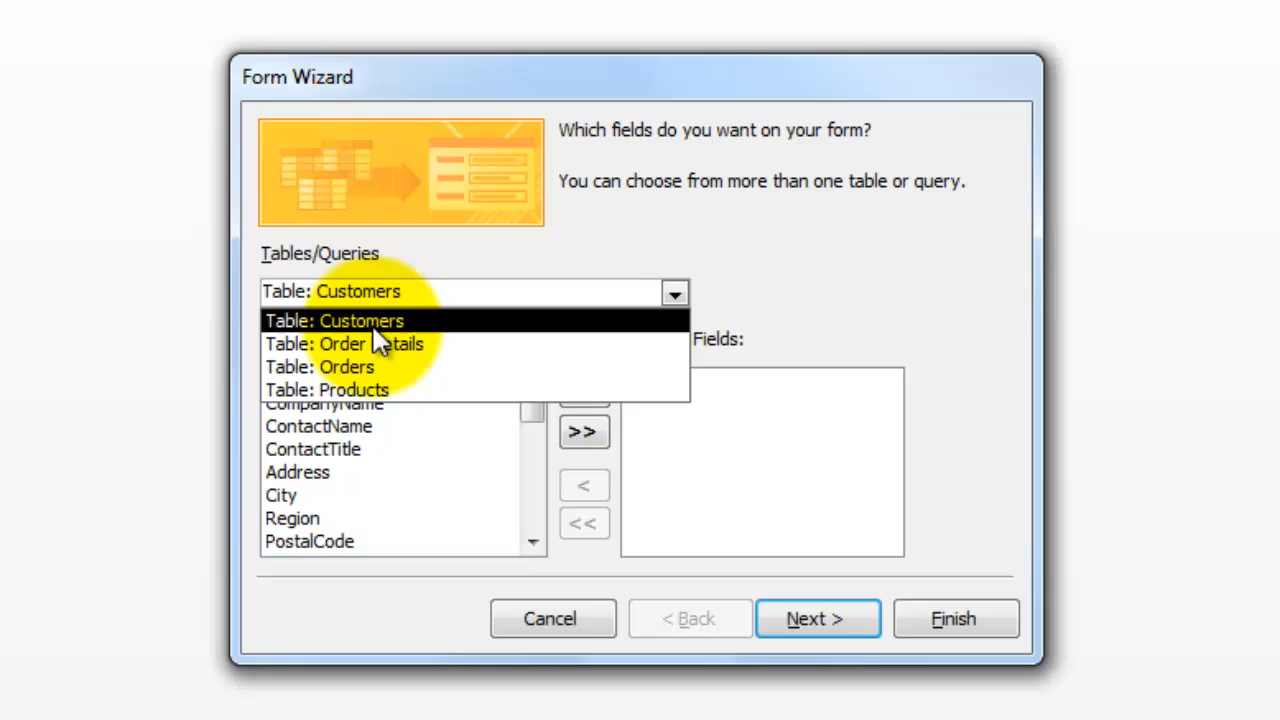 Form Wizard
Which fields do you want on your form?
You can choose from more than one table or query.
Tables/Queries
Table: Customers
Table: Customers
Table: Order
Table: Orders
Table: Products
Fields:
CompanyName
ContactName
ContactTitle
Address
City
Region
PostalCode
>>
<
<<
Cancel
< Back
Next >
Finish